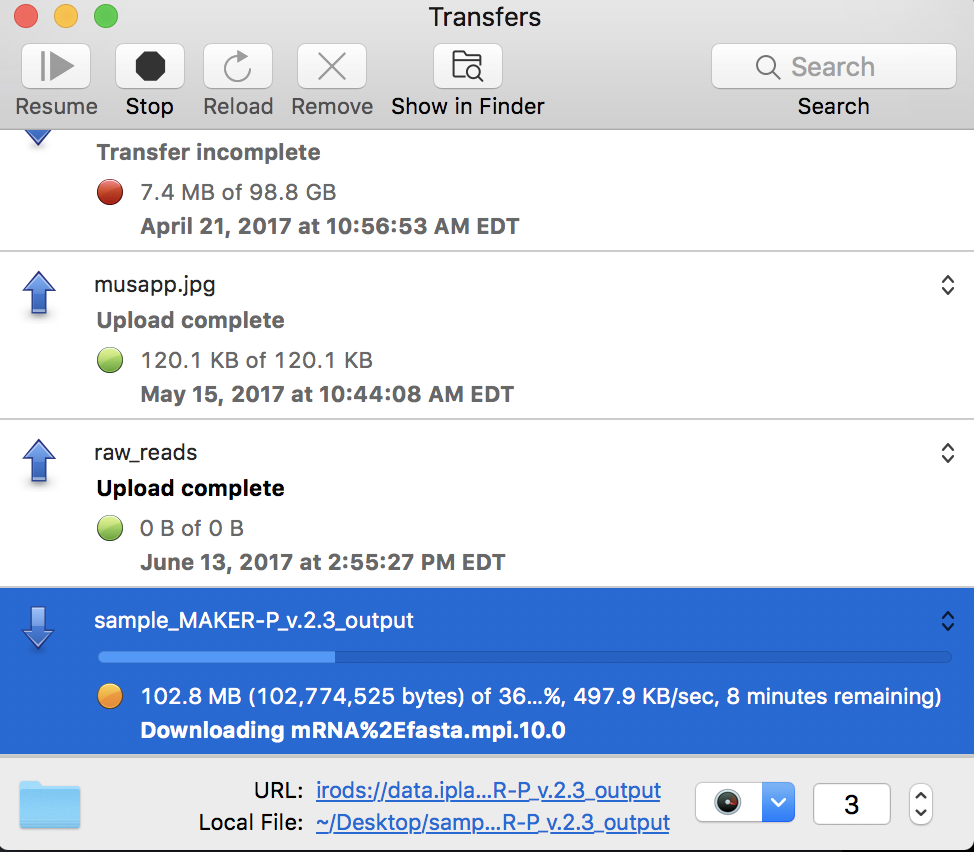 Transfers
Resume Stop Reload Remove Show in Finder Search
Search
Transfer incomplete
7.4 MB of 98.8 GB
April 21, 2017 at 10:56:53 AM EDT
musapp.jpg
Upload complete
120.1 KB of 120.1 KB
May 15, 2017 at 10:44:08 AM EDT
raw_reads
Upload complete
0 B of 0 B
June 13, 2017 at 2:55:27 PM EDT
sample_MAKER-P_v.2.3_output
102.8 MB (102,774,525 bytes) of 36...%, 497.9 KB/sec, 8 minutes remaining)
Downloading mRNA%2Efasta.mpi.10.0
URL: irods://data.ipla...R-P_v.2.3_output
3
Local File: ~/Desktop/samp...R-P_v.2.3_output